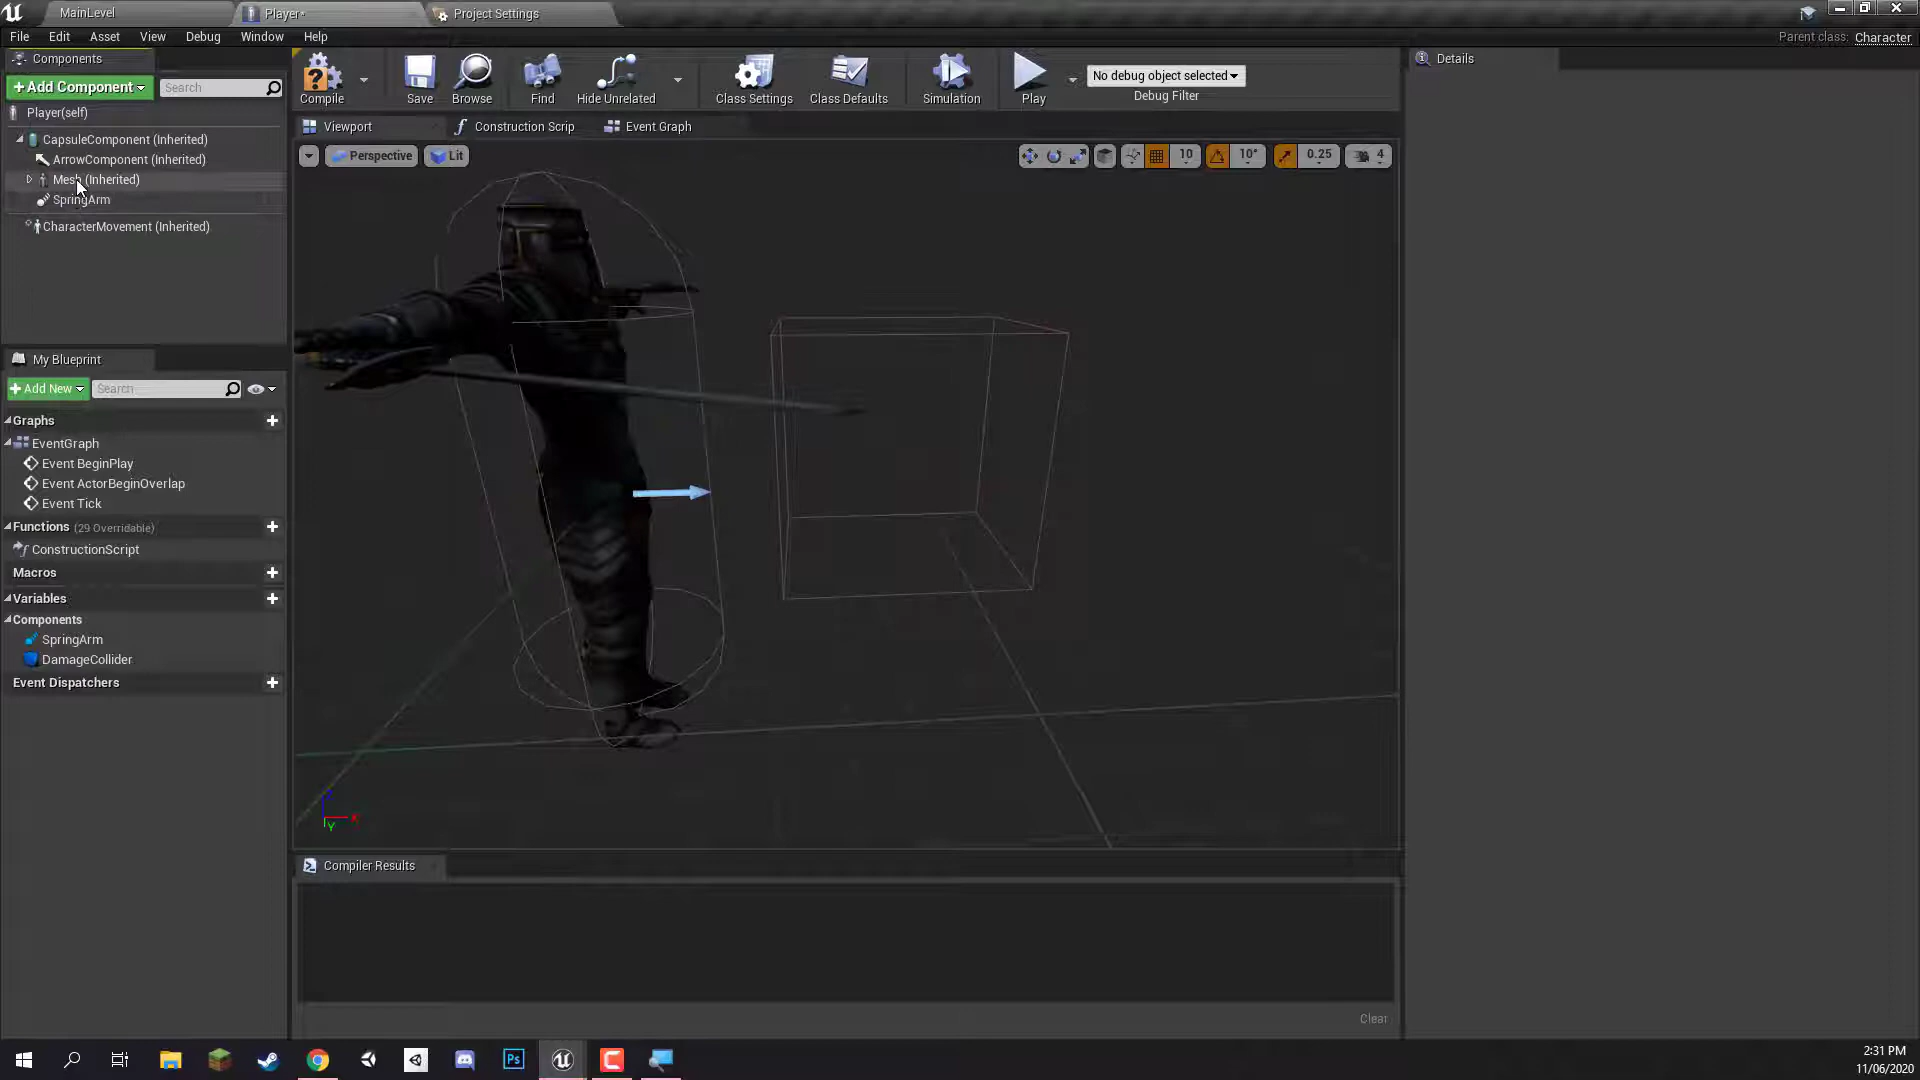 MainLevel
Player*
Project Settings
File Edit Asset View Debug Window Help
Parent class: Character
Components
+ Add Component
Search
Player(self)
CapsuleComponent (Inherited)
ArrowComponent (Inherited)
Mesh (Inherited)
SpringArm
CharacterMovement (Inherited)
Compile
Save
Browse
Find
Hide Unrelated
Class Settings
Class Defaults
Simulation
Play
No debug object selected
Debug Filter
Details
Viewport
Construction Scrip
Event Graph
Perspective
Lit
10
10°
0.25
4
My Blueprint
+ Add New
Search
Graphs
EventGraph
Event BeginPlay
Event ActorBeginOverlap
Event Tick
Functions (29 Overridable)
ConstructionScript
Macros
Variables
Components
SpringArm
DamageCollider
Event Dispatchers
Z
X
Y
Compiler Results
Clear
Ps
2:31 PM
11/06/2020